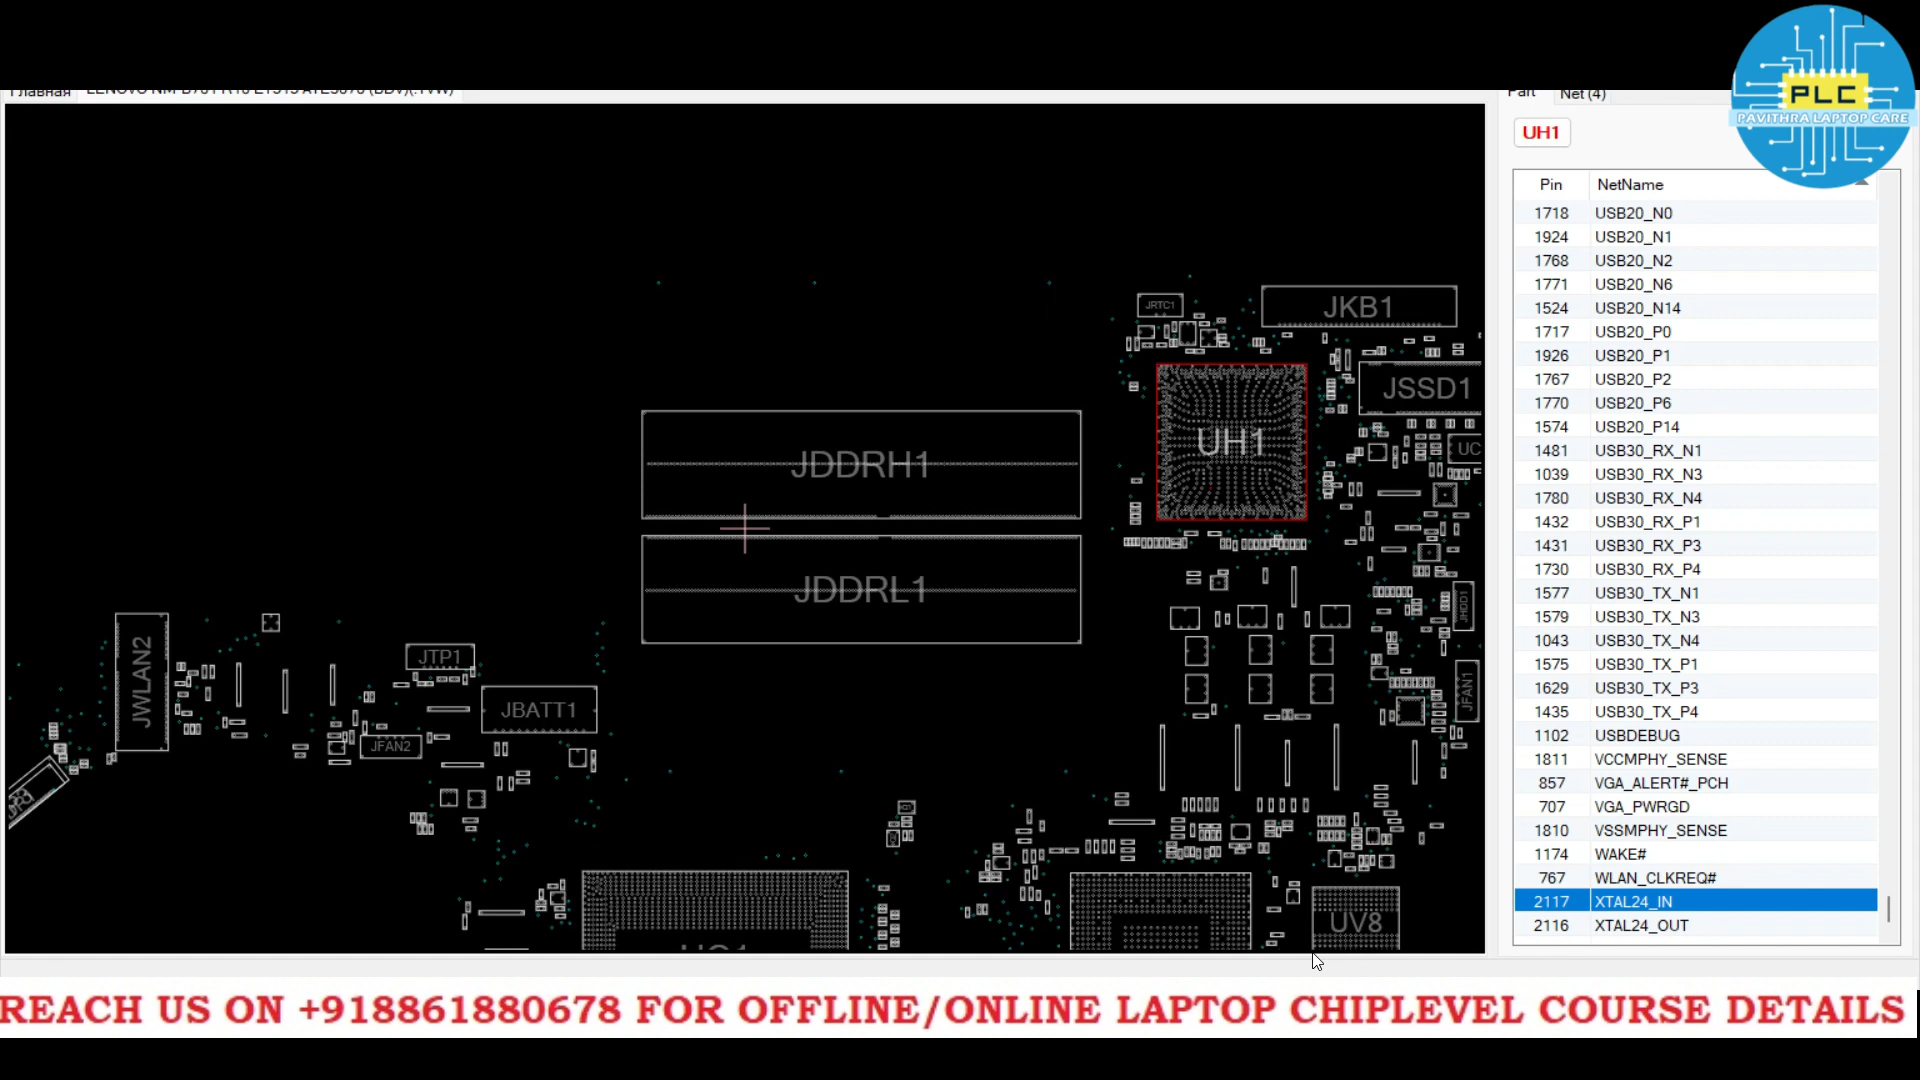 Главная
Part Net (4)
PLC
PAVITHRA LAPTOP CARE
UH1
Pin NetName
1718 USB20_N0
1924 USB20_N1
1768 USB20_N2
1771 USB20_N6
1524 USB20_N14
1717 USB20_P0
1926 USB20_P1
1767 USB20_P2
1770 USB20_P6
1574 USB20_P14
1481 USB30_RX_N1
1039 USB30_RX_N3
1780 USB30_RX_N4
1432 USB30_RX_P1
1431 USB30_RX_P3
1730 USB30_RX_P4
1577 USB30_TX_N1
1579 USB30_TX_N3
1043 USB30_TX_N4
1575 USB30_TX_P1
1629 USB30_TX_P3
1435 USB30_TX_P4
1102 USBDEBUG
1811 VCCMPHY_SENSE
857 VGA_ALERT#_PCH
707 VGA_PWRGD
1810 VSSMPHY_SENSE
1174 WAKE#
767 WLAN_CLKREQ#
2117 XTAL24_IN
2116 XTAL24_OUT
JRTC1
JKB1
JSSD1
UH1
UC
JDDRH1
JDDRL1
JHDD1
JWLAN2
JTP1
JFAN1
JBATT1
JFAN2
UV8
REACH US ON +918861880678 FOR OFFLINE/ONLINE LAPTOP CHIPLEVEL COURSE DETAILS